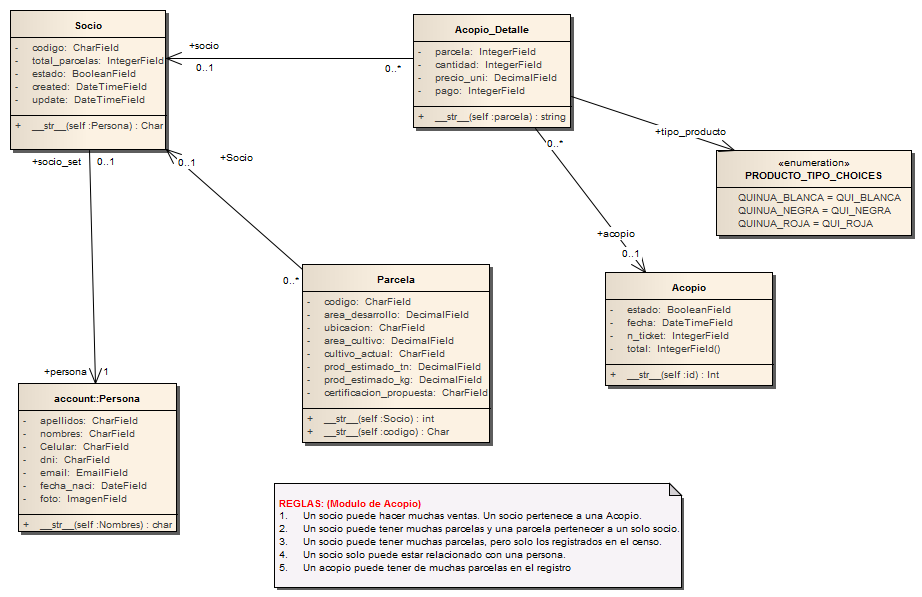 Socio
- codigo: CharField
- total_parcelas: IntegerField
- estado: BooleanField
- created: DateTimeField
- update: DateTimeField
+ __str__(self :Persona) : Char
+socio
0..1
0..*
Acopio_Detalle
- parcela: IntegerField
- cantidad: IntegerField
- precio_uni: DecimalField
- pago: IntegerField
+ __str__(self :parcela) : string
+tipo_producto
«enumeration»
PRODUCTO_TIPO_CHOICES
QUINUA_BLANCA = QUI_BLANCA
QUINUA_NEGRA = QUI_NEGRA
QUINUA_ROJA = QUI_ROJA
0..*
+acopio
0..1
+socio_set
0..1
0..1
+Socio
0..*
Parcela
- codigo: CharField
- area_desarrollo: DecimalField
- ubicacion: CharField
- area_cultivo: DecimalField
- cultivo_actual: CharField
- prod_estimado_tn: DecimalField
- prod_estimado_kg: DecimalField
- certificacion_propuesta: CharField
+ __str__(self :Socio) : int
+ __str__(self :codigo) : Char
Acopio
- estado: BooleanField
- fecha: DateTimeField
- n_ticket: IntegerField
- total: IntegerField()
+ __str__(self :id) : Int
+persona
1
account::Persona
- apellidos: CharField
- nombres: CharField
- Celular: CharField
- dni: CharField
- email: EmailField
- fecha_naci: DateField
- foto: ImagenField
+ __str__(self :Nombres) : char
REGLAS: (Modulo de Acopio)
1. Un socio puede hacer muchas ventas. Un socio pertenece a una Acopio.
2. Un socio puede tener muchas parcelas y una parcela pertenecer a un solo socio.
3. Un socio puede tener muchas parcelas, pero solo los registrados en el censo.
4. Un socio solo puede estar relacionado con una persona.
5. Un acopio puede tener de muchas parcelas en el registro